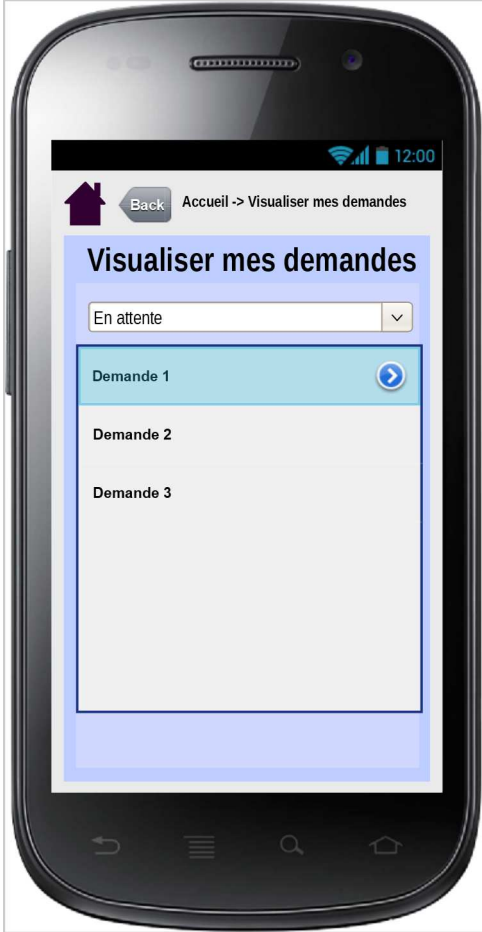 12:00
Back
Accueil -> Visualiser mes demandes
Visualiser mes demandes
En attente
Demande 1
Demande 2
Demande 3